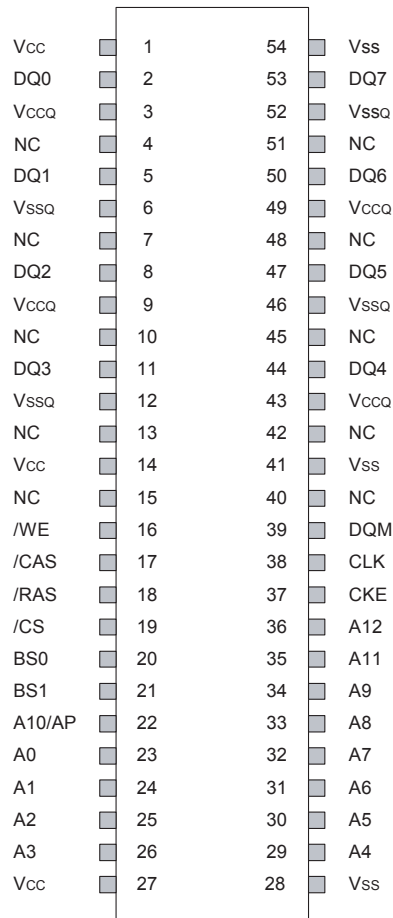 Vcc 1 54 Vss
DQ0 2 53 DQ7
VccQ 3 52 VssQ
NC 4 51 NC
DQ1 5 50 DQ6
VssQ 6 49 VccQ
NC 7 48 NC
DQ2 8 47 DQ5
VccQ 9 46 VssQ
NC 10 45 NC
DQ3 11 44 DQ4
VssQ 12 43 VccQ
NC 13 42 NC
Vcc 14 41 Vss
NC 15 40 NC
/WE 16 39 DQM
/CAS 17 38 CLK
/RAS 18 37 CKE
/CS 19 36 A12
BS0 20 35 A11
BS1 21 34 A9
A10/AP 22 33 A8
A0 23 32 A7
A1 24 31 A6
A2 25 30 A5
A3 26 29 A4
Vcc 27 28 Vss